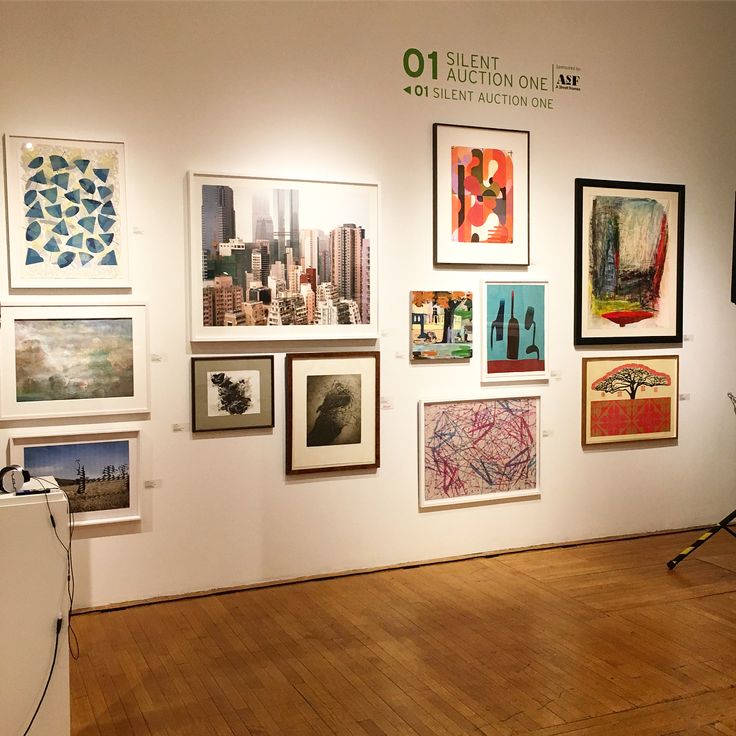 01 SILENT
AUCTION ONE
Sponsored by:
A&F
◄01 SILENT AUCTION ONE